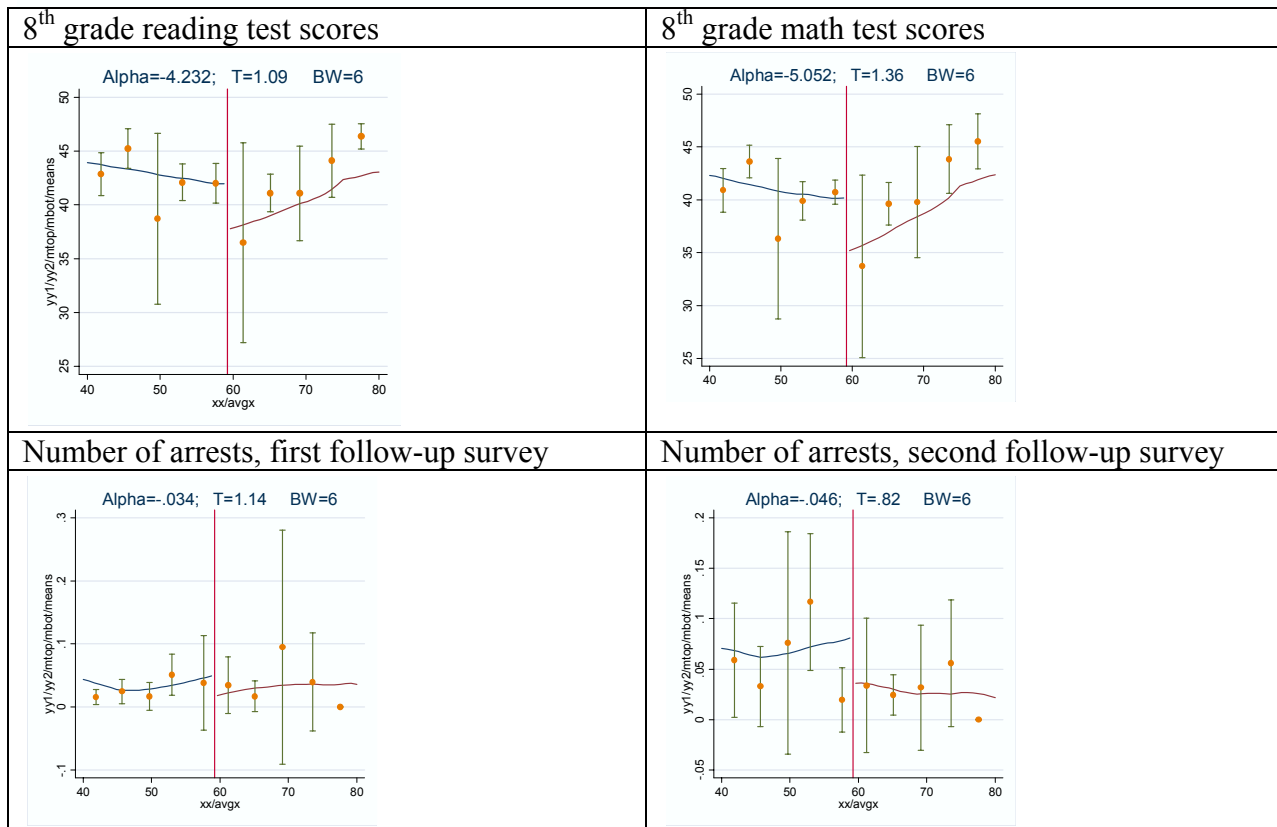 8th grade reading test scores
8th grade math test scores
Alpha=-4.232; T=1.09 BW=6
yy1/yy2/mtop/mbot/means
50
45
40
35
30
25
40 50 60 70 80
xx/avgx
Alpha=-5.052; T=1.36 BW=6
50
45
40
35
30
25
40 50 60 70 80
xx/avgx
Number of arrests, first follow-up survey
Number of arrests, second follow-up survey
Alpha=-.034; T=1.14 BW=6
yy1/yy2/mtop/mbot/means
.3
.2
.1
0
-.1
40 50 60 70 80
xx/avgx
Alpha=-.046; T=.82 BW=6
yy1/yy2/mtop/mbot/means
.2
.15
.1
.05
0
-.05
40 50 60 70 80
xx/avgx